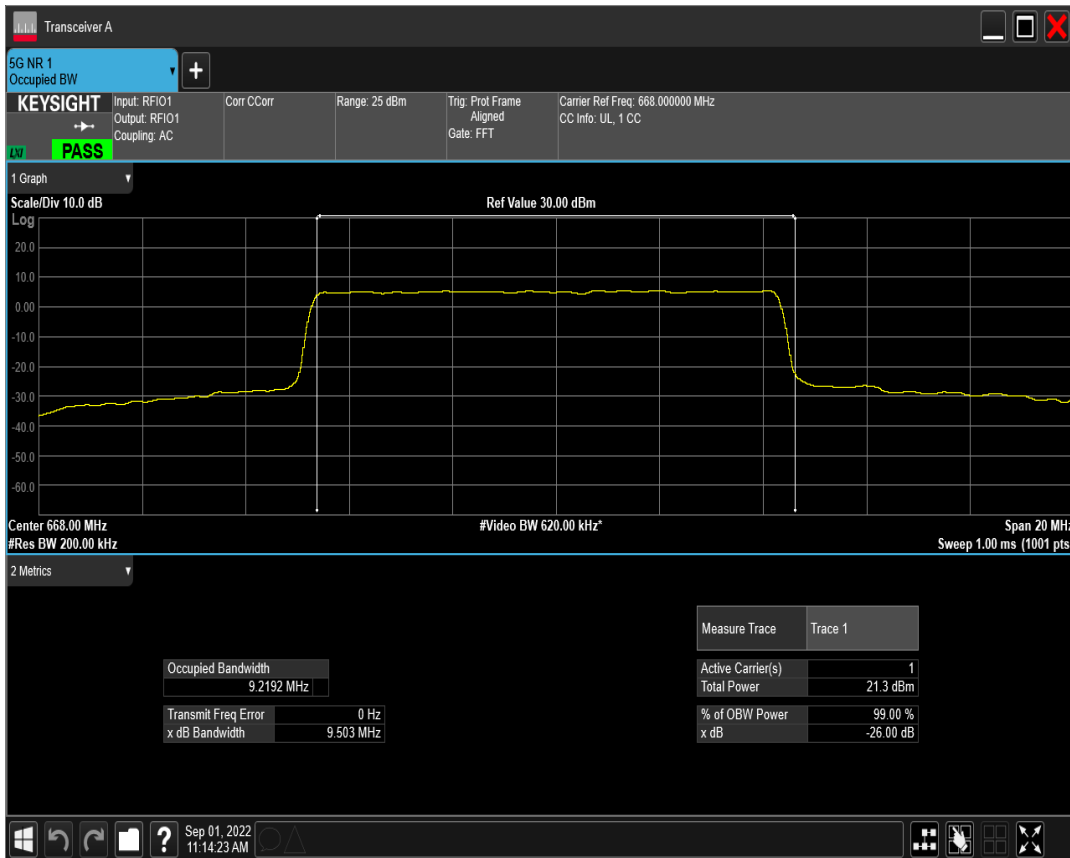 Transceiver A
5G NR 1
Occupied BW
KEYSIGHT
LXI
PASS
Input: RFIO1
Output: RFIO1
Coupling: AC
Corr CCorr
Range: 25 dBm
Trig: Prot Frame
Aligned
Gate: FFT
Carrier Ref Freq: 668.000000 MHz
CC Info: UL, 1 CC
1 Graph
Scale/Div 10.0 dB
Ref Value 30.00 dBm
Log
20.0
10.0
0.00
-10.0
-20.0
-30.0
-40.0
-50.0
-60.0
Center 668.00 MHz
#Video BW 620.00 kHz*
Span 20 MHz
#Res BW 200.00 kHz
Sweep 1.00 ms (1001 pts
2 Metrics
Measure Trace Trace 1
Occupied Bandwidth
9.2192 MHz
Active Carrier(s) 1
Total Power 21.3 dBm
Transmit Freq Error 0 Hz
x dB Bandwidth 9.503 MHz
% of OBW Power 99.00 %
x dB -26.00 dB
?
Sep 01, 2022
11:14:23 AM